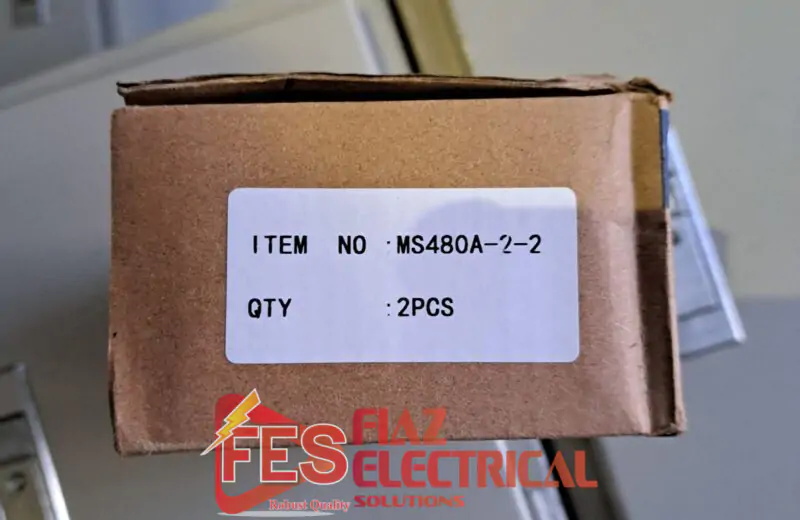 ITEM NO :MS480A-2-2
QTY :2PCS
FES FIAZ
ELECTRICAL
SOLUTIONS
Robust Quality